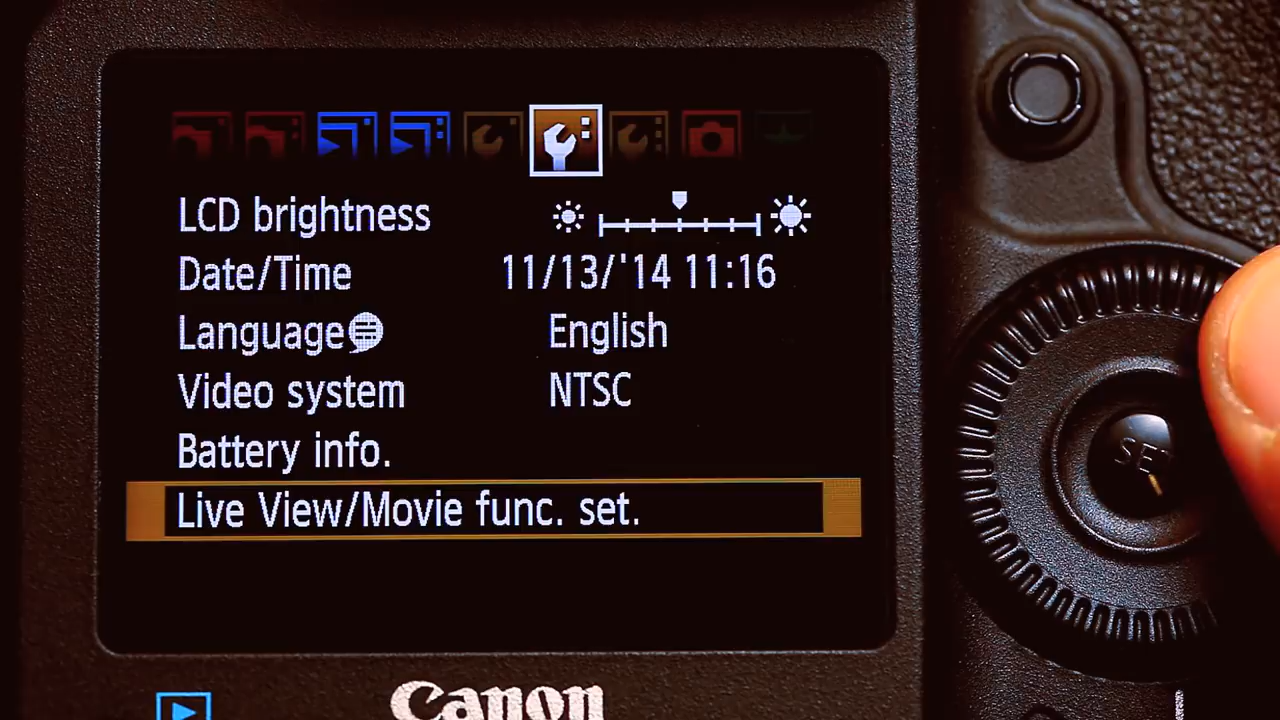 LCD brightness
Date/Time 11/13/'14 11:16
Language English
Video system NTSC
Battery info.
Live View/Movie func. set.
SET
Canon